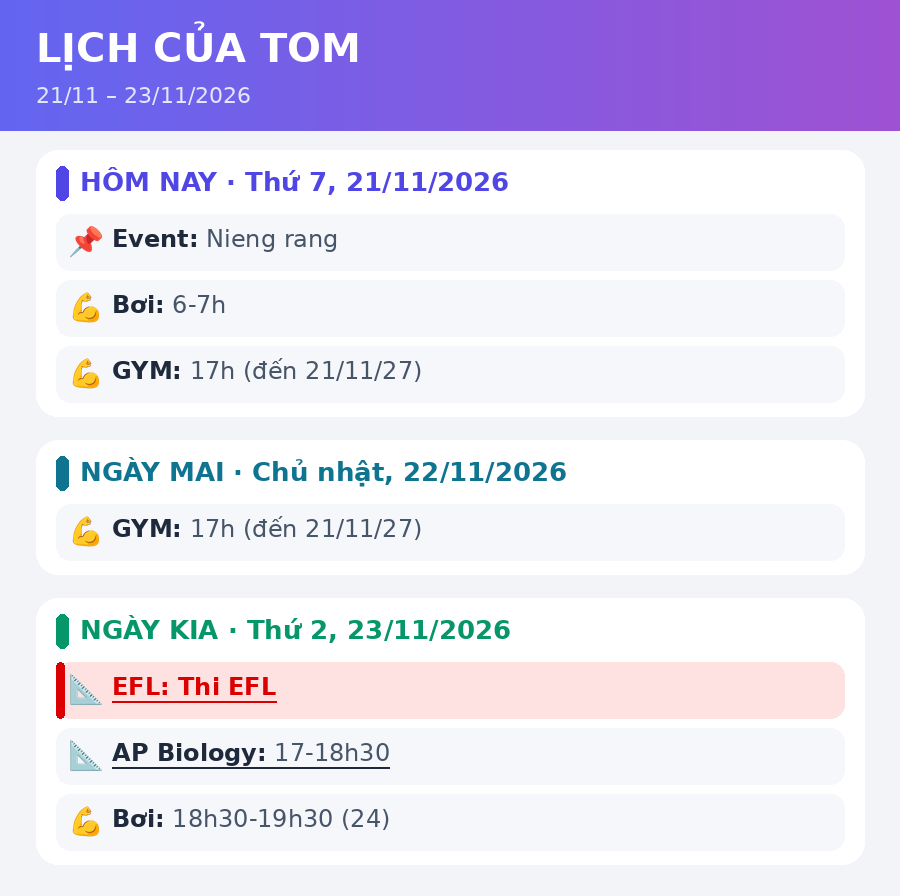 LỊCH CỦA TOM
21/11 – 23/11/2026
HÔM NAY · Thứ 7, 21/11/2026
📌 Event: Nieng rang
💪 Bơi: 6-7h
💪 GYM: 17h (đến 21/11/27)
NGÀY MAI · Chủ nhật, 22/11/2026
💪 GYM: 17h (đến 21/11/27)
NGÀY KIA · Thứ 2, 23/11/2026
📐 EFL: Thi EFL
📐 AP Biology: 17-18h30
💪 Bơi: 18h30-19h30 (24)